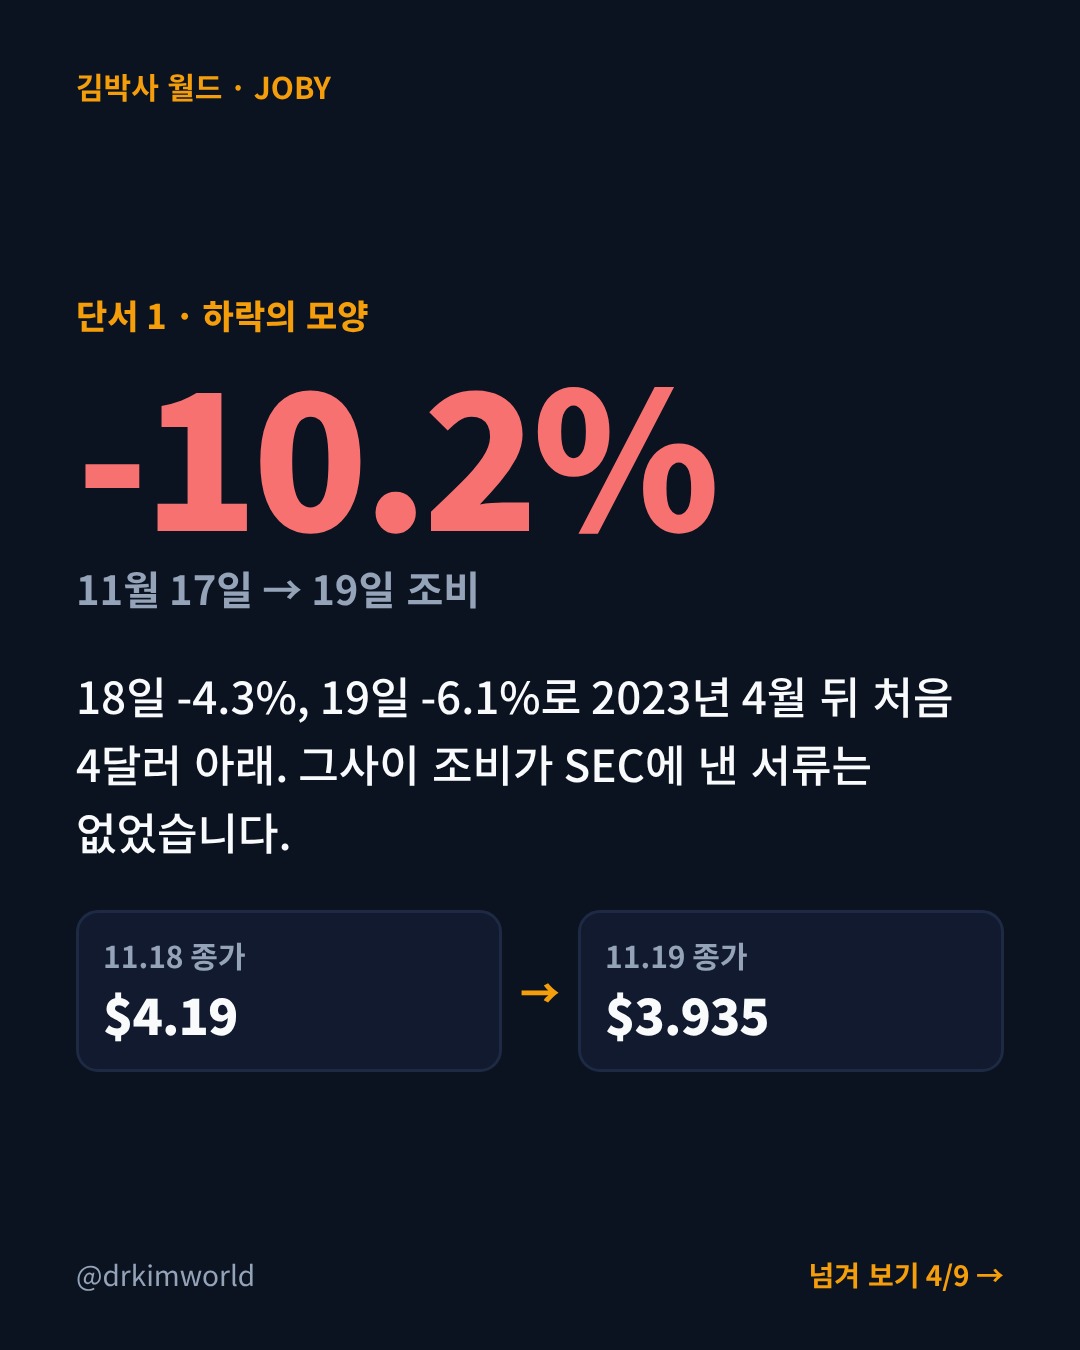 김박사 월드 · JOBY
단서 1 · 하락의 모양
-10.2%
11월 17일 → 19일 조비
18일 -4.3%, 19일 -6.1%로 2023년 4월 뒤 처음
4달러 아래. 그사이 조비가 SEC에 낸 서류는
없었습니다.
11.18 종가
$4.19
→
11.19 종가
$3.935
@drkimworld
넘겨 보기 4/9 →